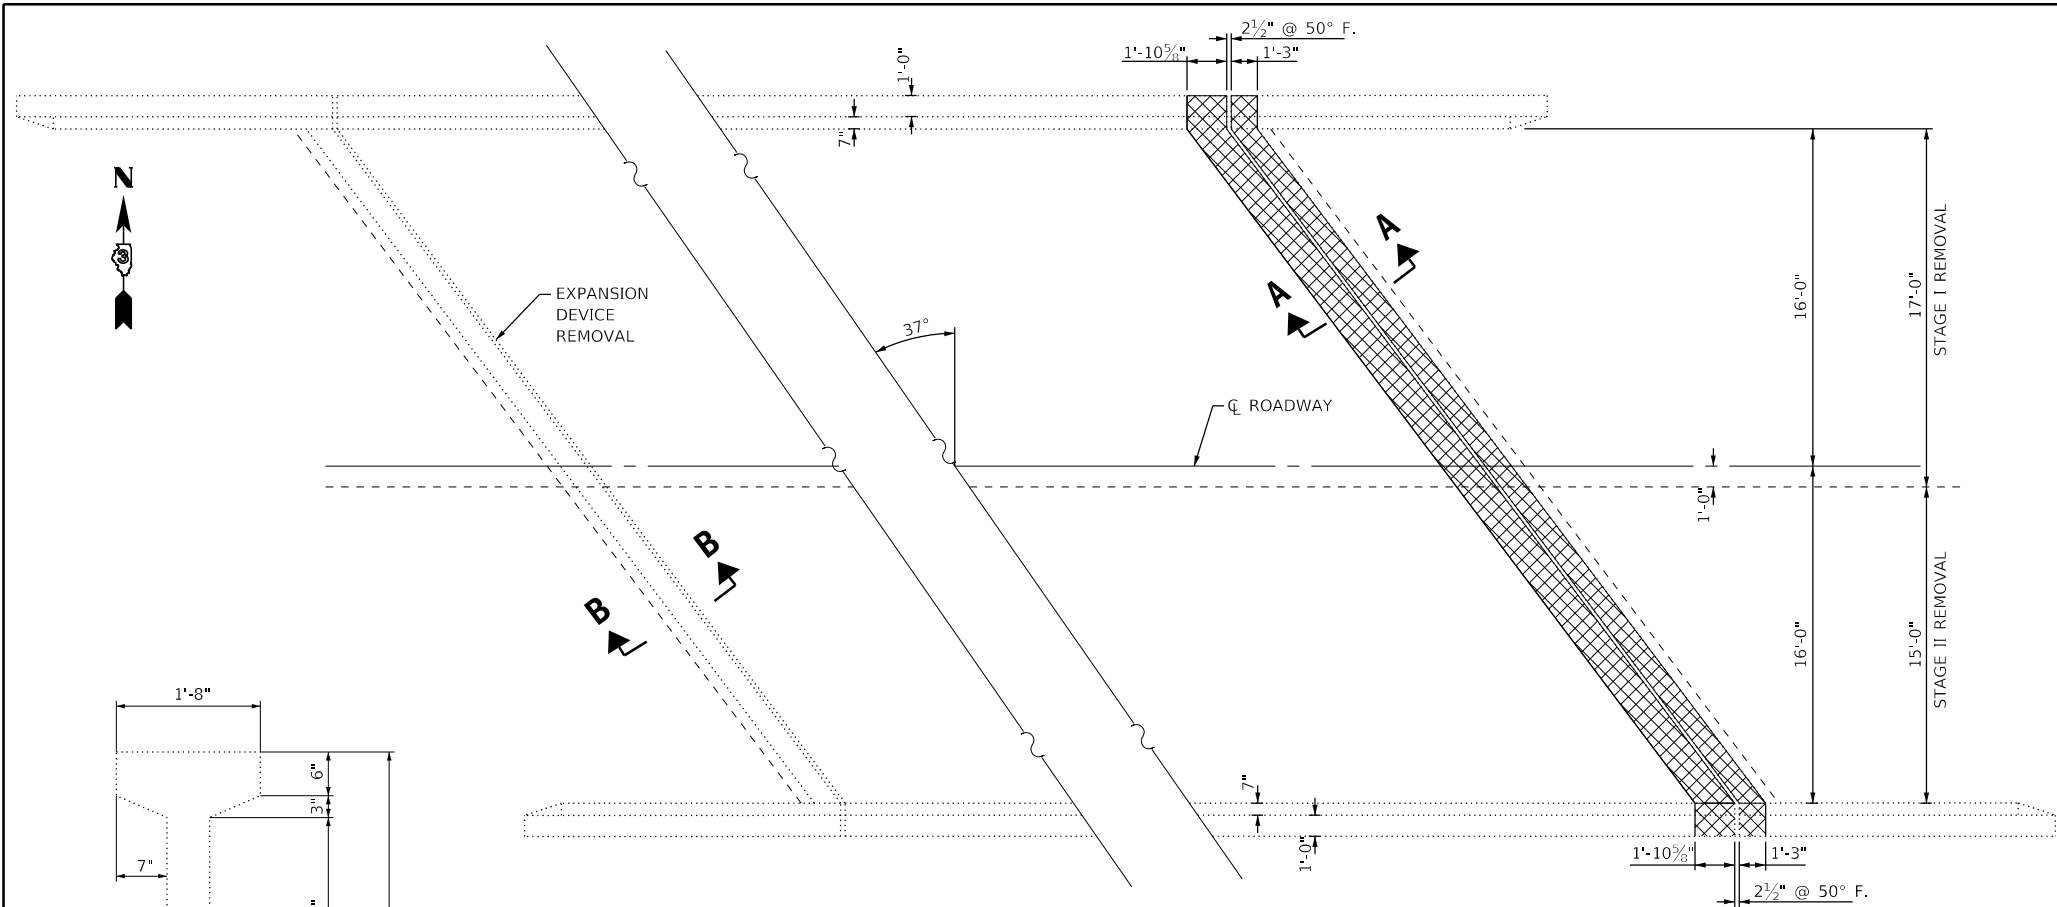 2½" @ 50° F.
1'-10⅝"
1'-3"
1'-0"
7"
N
3
EXPANSION
DEVICE
REMOVAL
37°
A
A
℄ ROADWAY
16'-0"
17'-0"
STAGE I REMOVAL
1'-0"
B
B
16'-0"
15'-0"
STAGE II REMOVAL
1'-8"
6"
3"
7"
7"
1'-0"
1'-10⅝"
1'-3"
2½" @ 50° F.